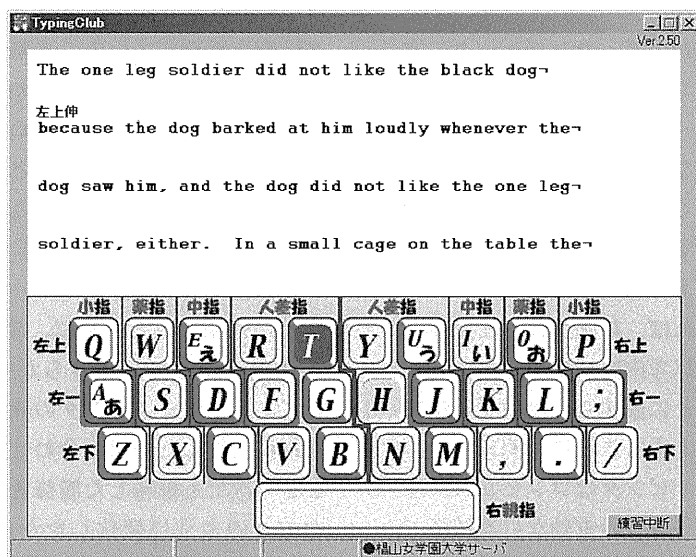 TypingClub
Ver.2.50
The one leg soldier did not like the black dog¬
左上伸
because the dog barked at him loudly whenever the¬
dog saw him, and the dog did not like the one leg¬
soldier, either. In a small cage on the table the¬
小指 薬指 中指 人差指 人差指 中指 薬指 小指
左上 Q W E え R T Y U う I い O お P 右上
左一 A あ S D F G H J K L ; 右一
左下 Z X C V B N M , . / 右下
右親指
練習中断
●椙山女学園大学サーバ